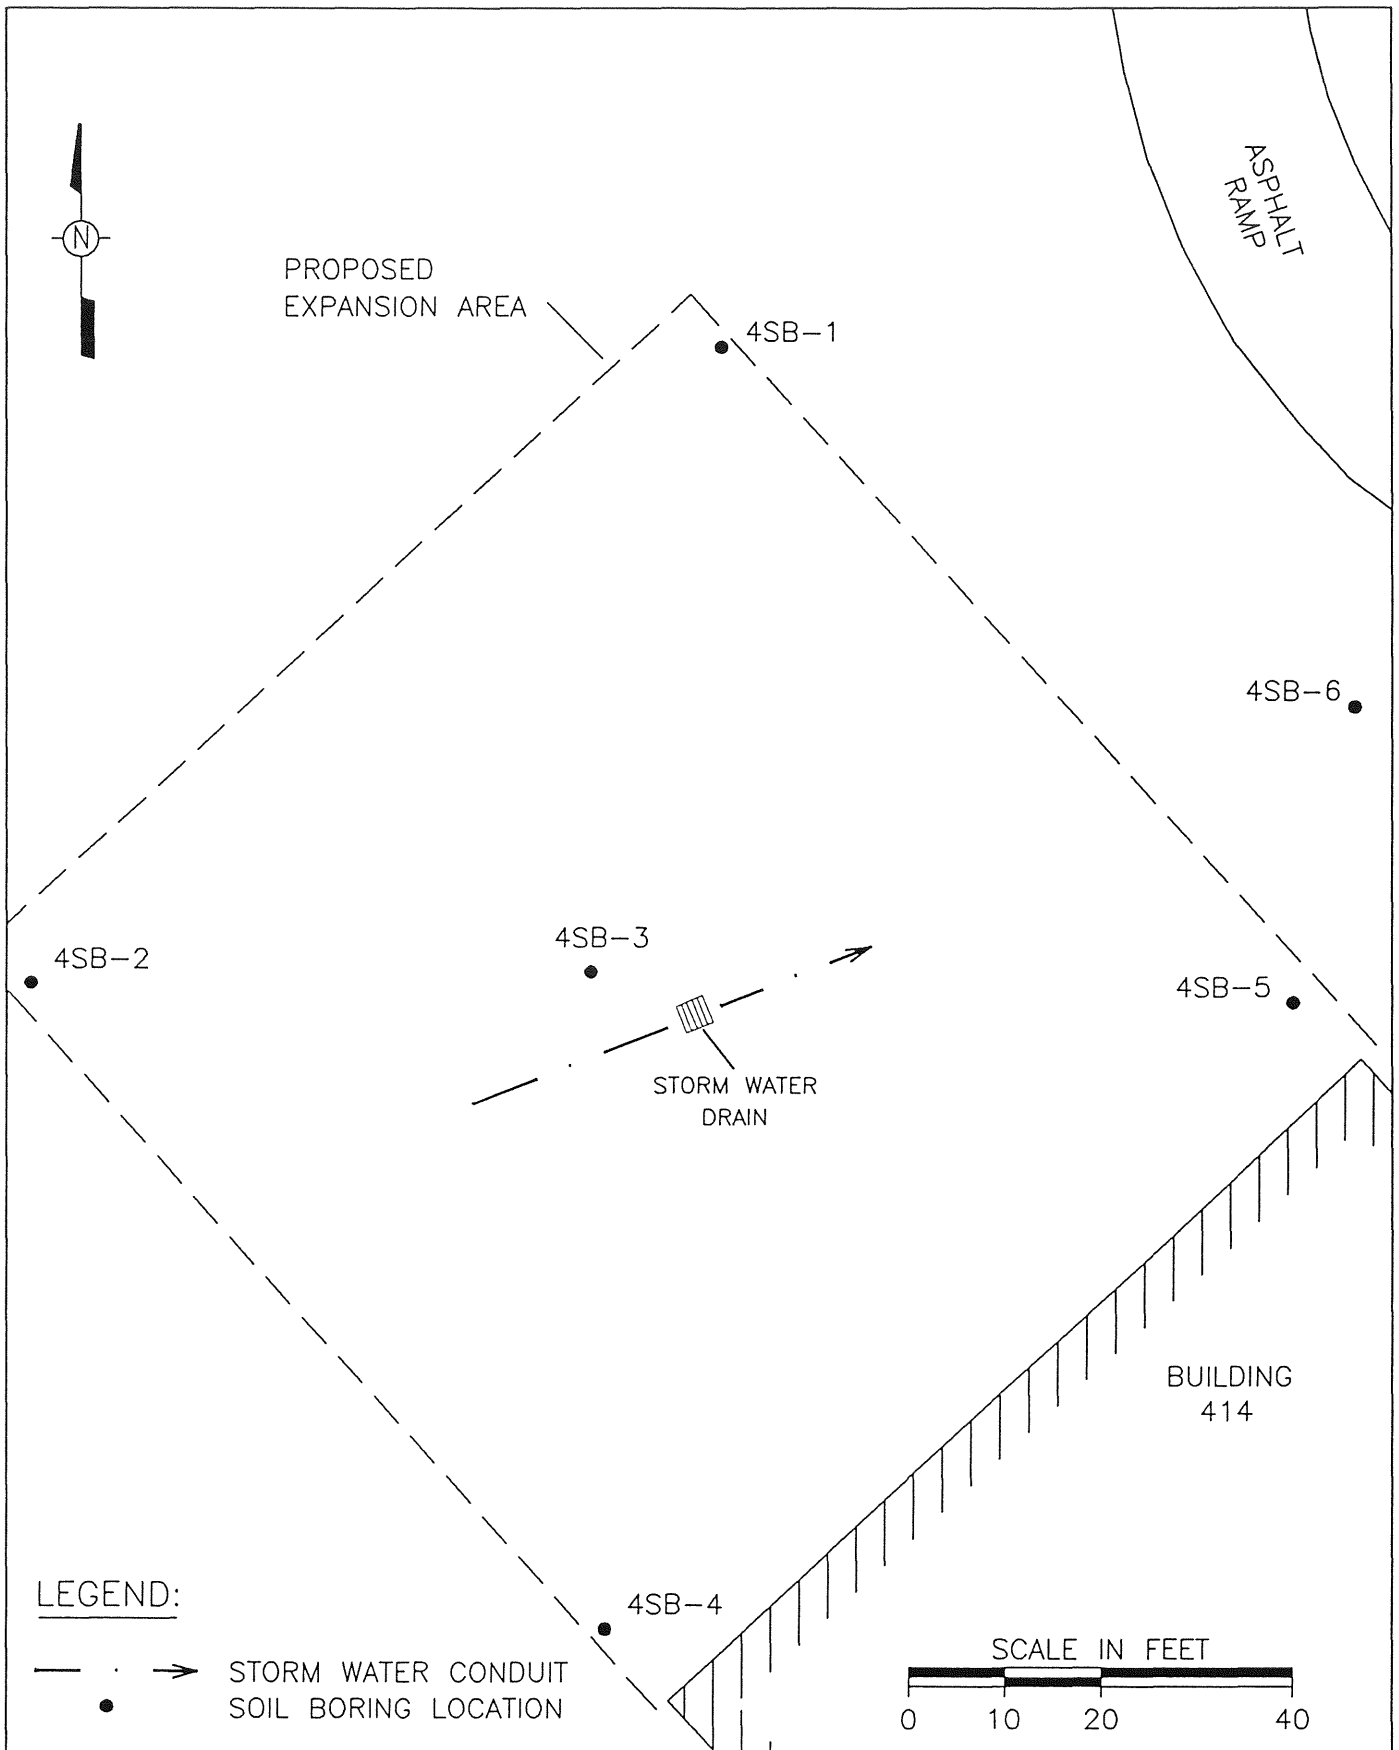 ASPHALT
RAMP
N
PROPOSED
EXPANSION AREA
4SB-1
4SB-6
4SB-3
4SB-2
4SB-5
STORM WATER
DRAIN
BUILDING
414
LEGEND:
4SB-4
STORM WATER CONDUIT
SOIL BORING LOCATION
SCALE IN FEET
0 10 20 40